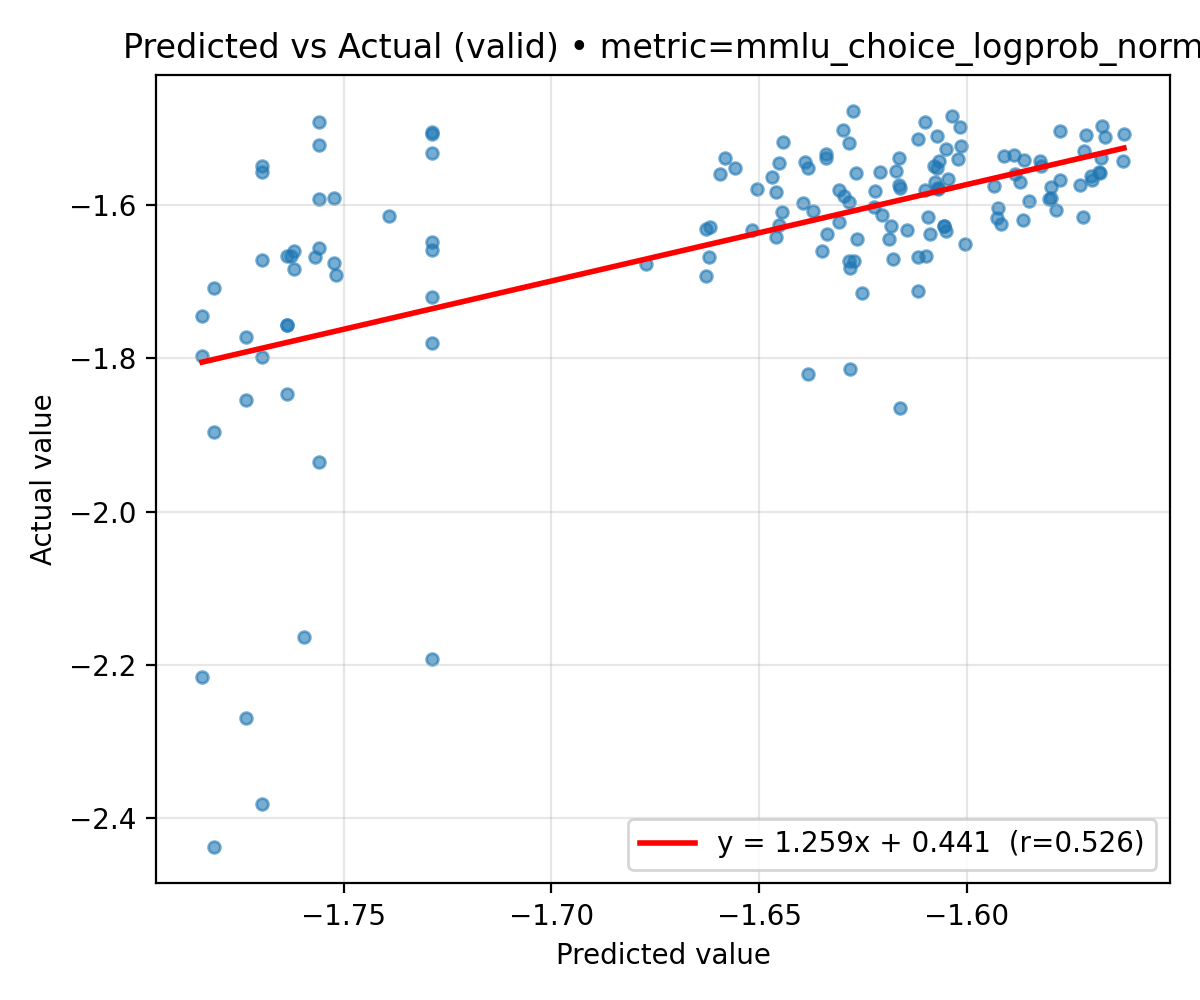 Predicted vs Actual (valid) • metric=mmlu_choice_logprob_norm
Actual value
−1.6
−1.8
−2.0
−2.2
−2.4
y = 1.259x + 0.441 (r=0.526)
−1.75
−1.70
−1.65
−1.60
Predicted value